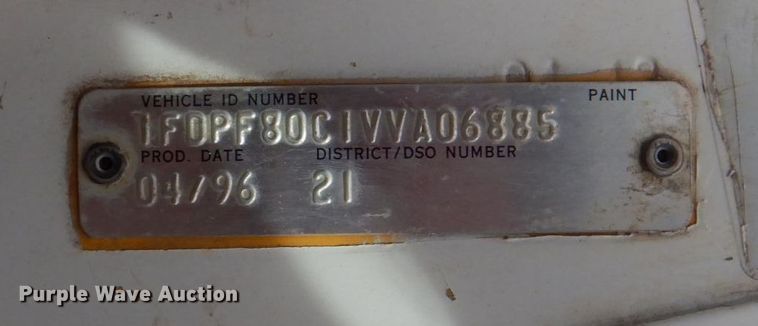 VEHICLE ID NUMBER PAINT
1FDPF80C1VVA06885
PROD. DATE DISTRICT/DSO NUMBER
04/96 21
Purple Wave Auction